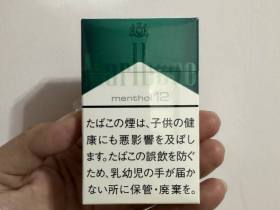 Marlboro
menthol 12
たばこの煙は、子供の健
康にも悪影響を及ぼし
ます。たばこの誤飲を防ぐ
ため、乳幼児の手が届か
ない所に保管・廃棄を。